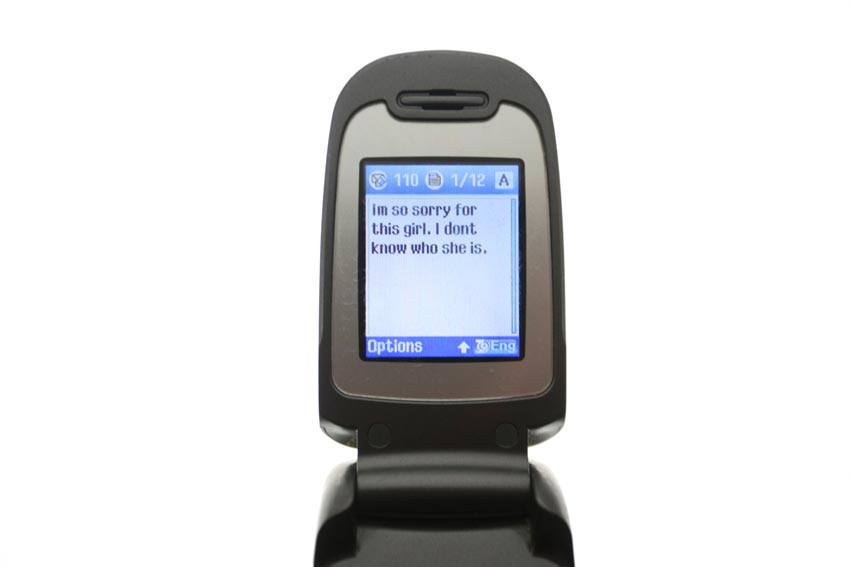 110 1/12 A
im so sorry for
this girl. I dont
know who she is.
Options Eng